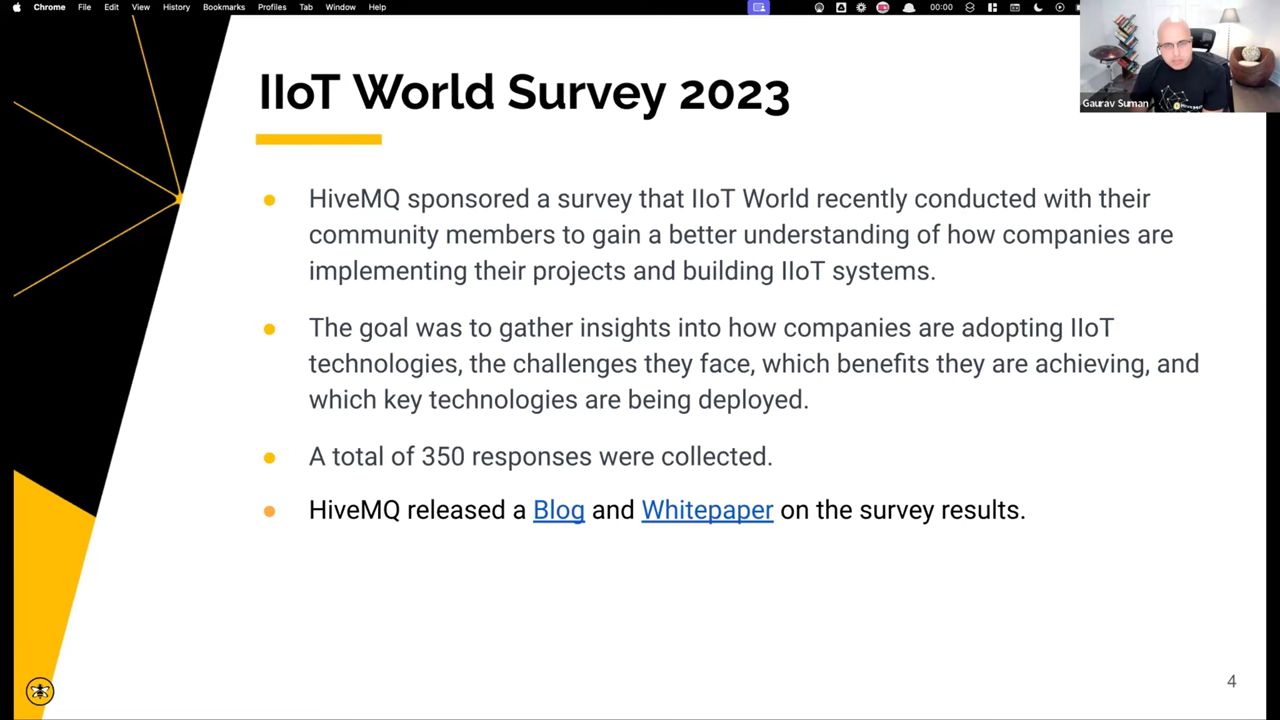 Chrome File Edit View History Bookmarks Profiles Tab Window Help 00:00
IIoT World Survey 2023
Gaurav Suman
● HiveMQ sponsored a survey that IIoT World recently conducted with their
community members to gain a better understanding of how companies are
implementing their projects and building IIoT systems.
● The goal was to gather insights into how companies are adopting IIoT
technologies, the challenges they face, which benefits they are achieving, and
which key technologies are being deployed.
● A total of 350 responses were collected.
● HiveMQ released a Blog and Whitepaper on the survey results.
4